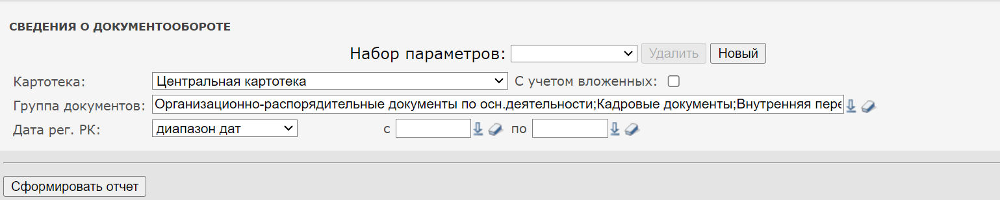 СВЕДЕНИЯ О ДОКУМЕНТООБОРОТЕ
Набор параметров: Удалить Новый
Картотека: Центральная картотека С учетом вложенных:
Группа документов: Организационно-распорядительные документы по осн.деятельности;Кадровые документы;Внутренняя пере
Дата рег. РК: диапазон дат с по
Сформировать отчет